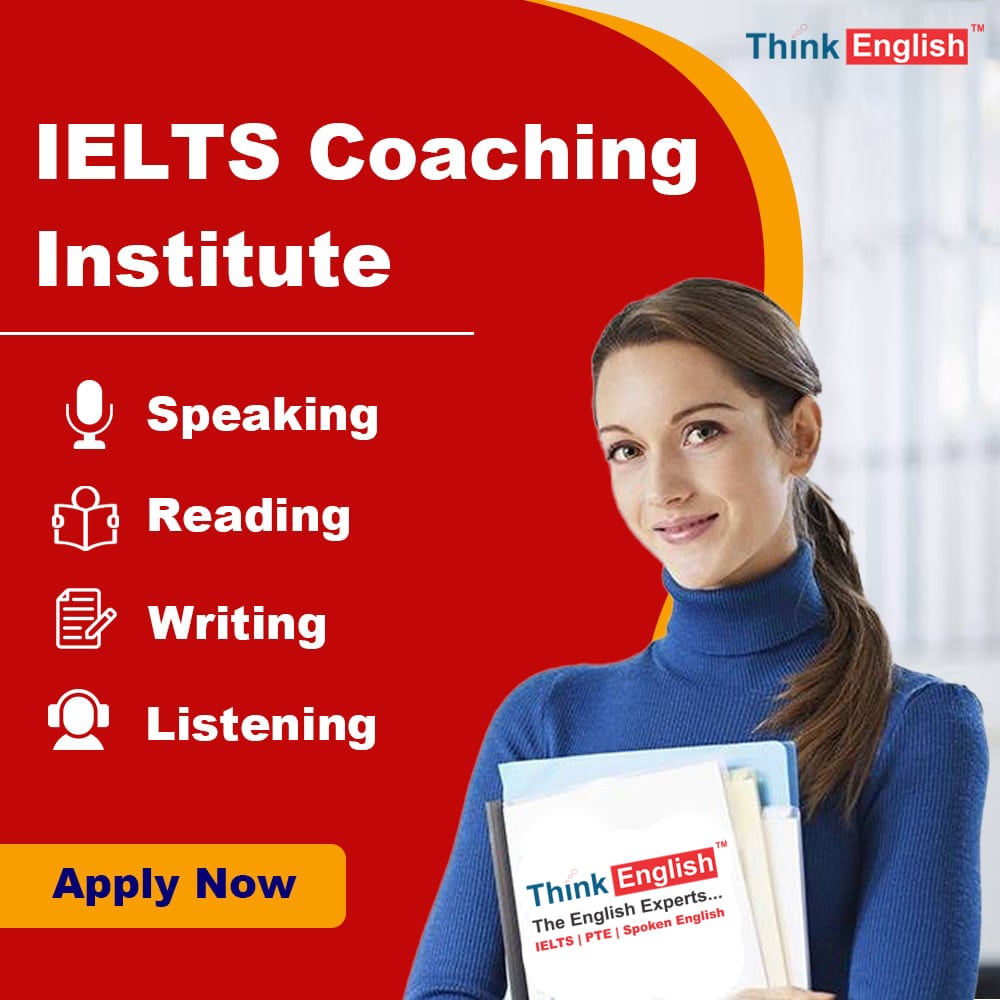 Think English™
IELTS Coaching
Institute
Speaking
Reading
Writing
Listening
Apply Now
Think English™
The English Experts...
IELTS | PTE | Spoken English